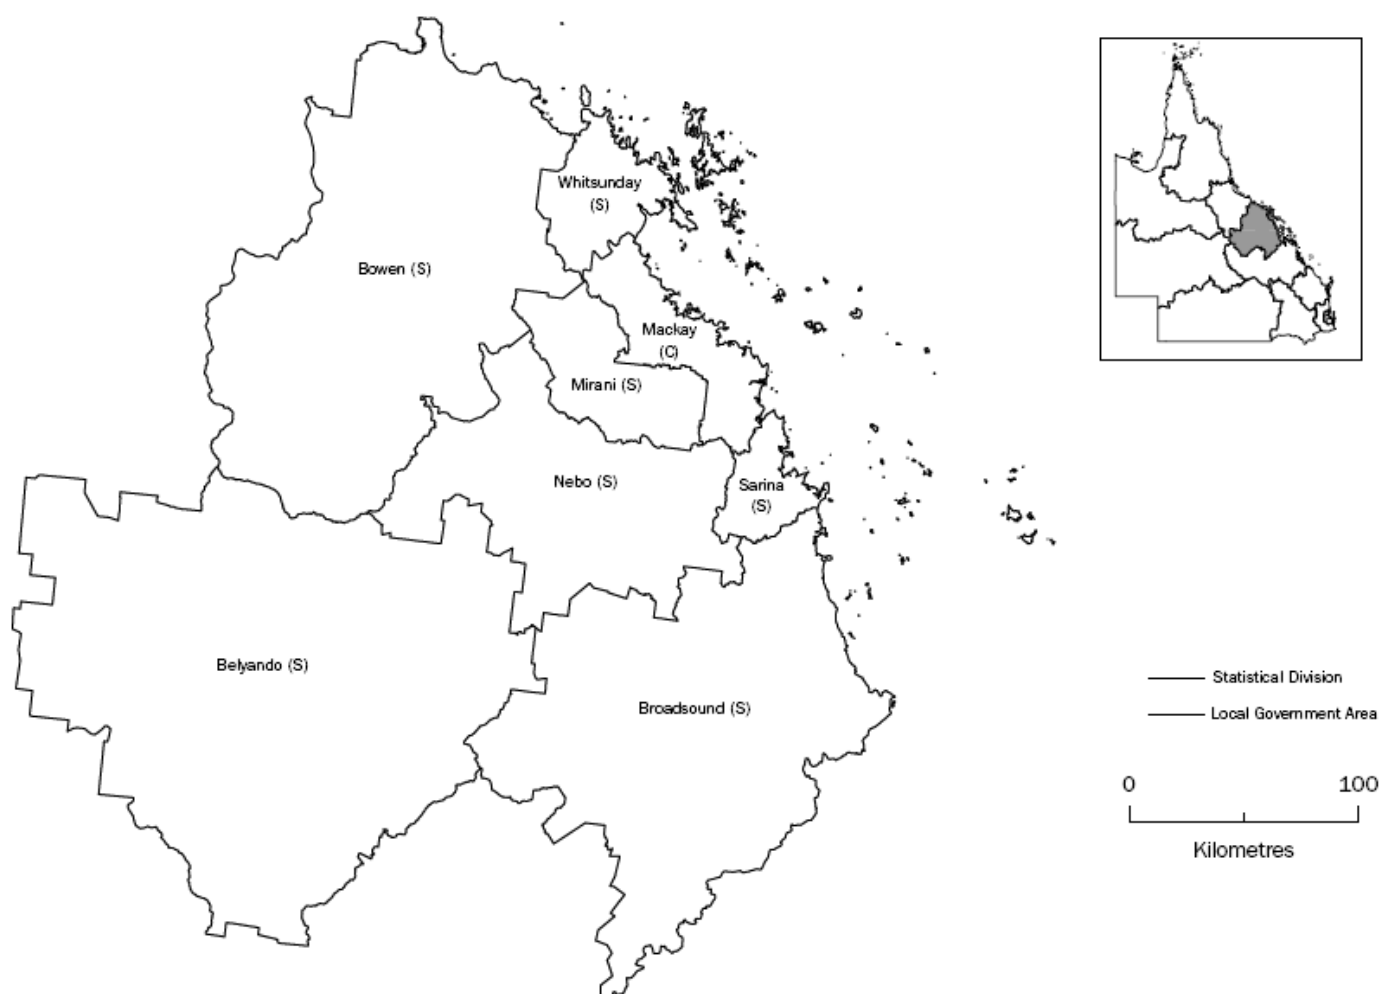 Whitsunday
(S)
Bowen (S)
Mackay
(C)
Mirani (S)
Nebo (S)
Sarina
(S)
Belyando (S)
Broadsound (S)
Statistical Division
Local Government Area
0 100
Kilometres